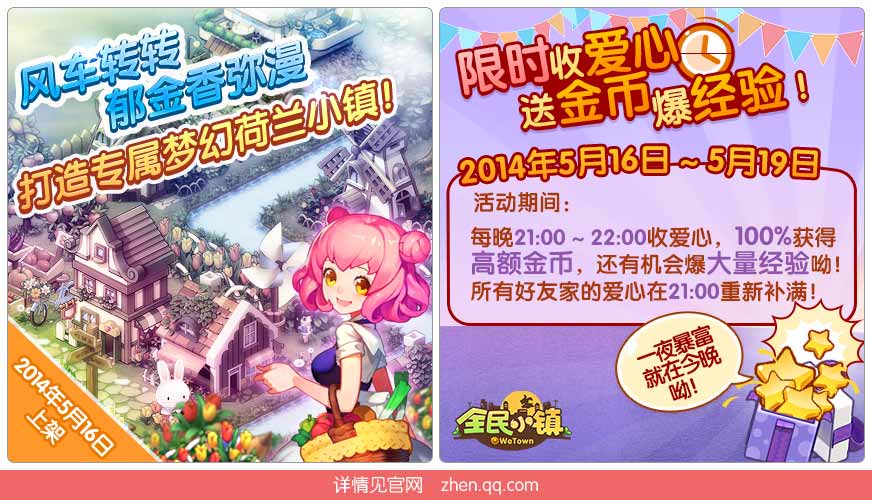 风车转转
郁金香弥漫
打造专属梦幻荷兰小镇!
2014年5月16日
上架
限时收爱心
送金币爆经验!
2014年5月16日~5月19日
活动期间:
每晚21:00 ~ 22:00收爱心，100%获得
高额金币，还有机会爆大量经验呦!
所有好友家的爱心在21:00重新补满!
一夜暴富
就在今晚
呦!
全民小镇
WeTown
详情见官网 zhen.qq.com